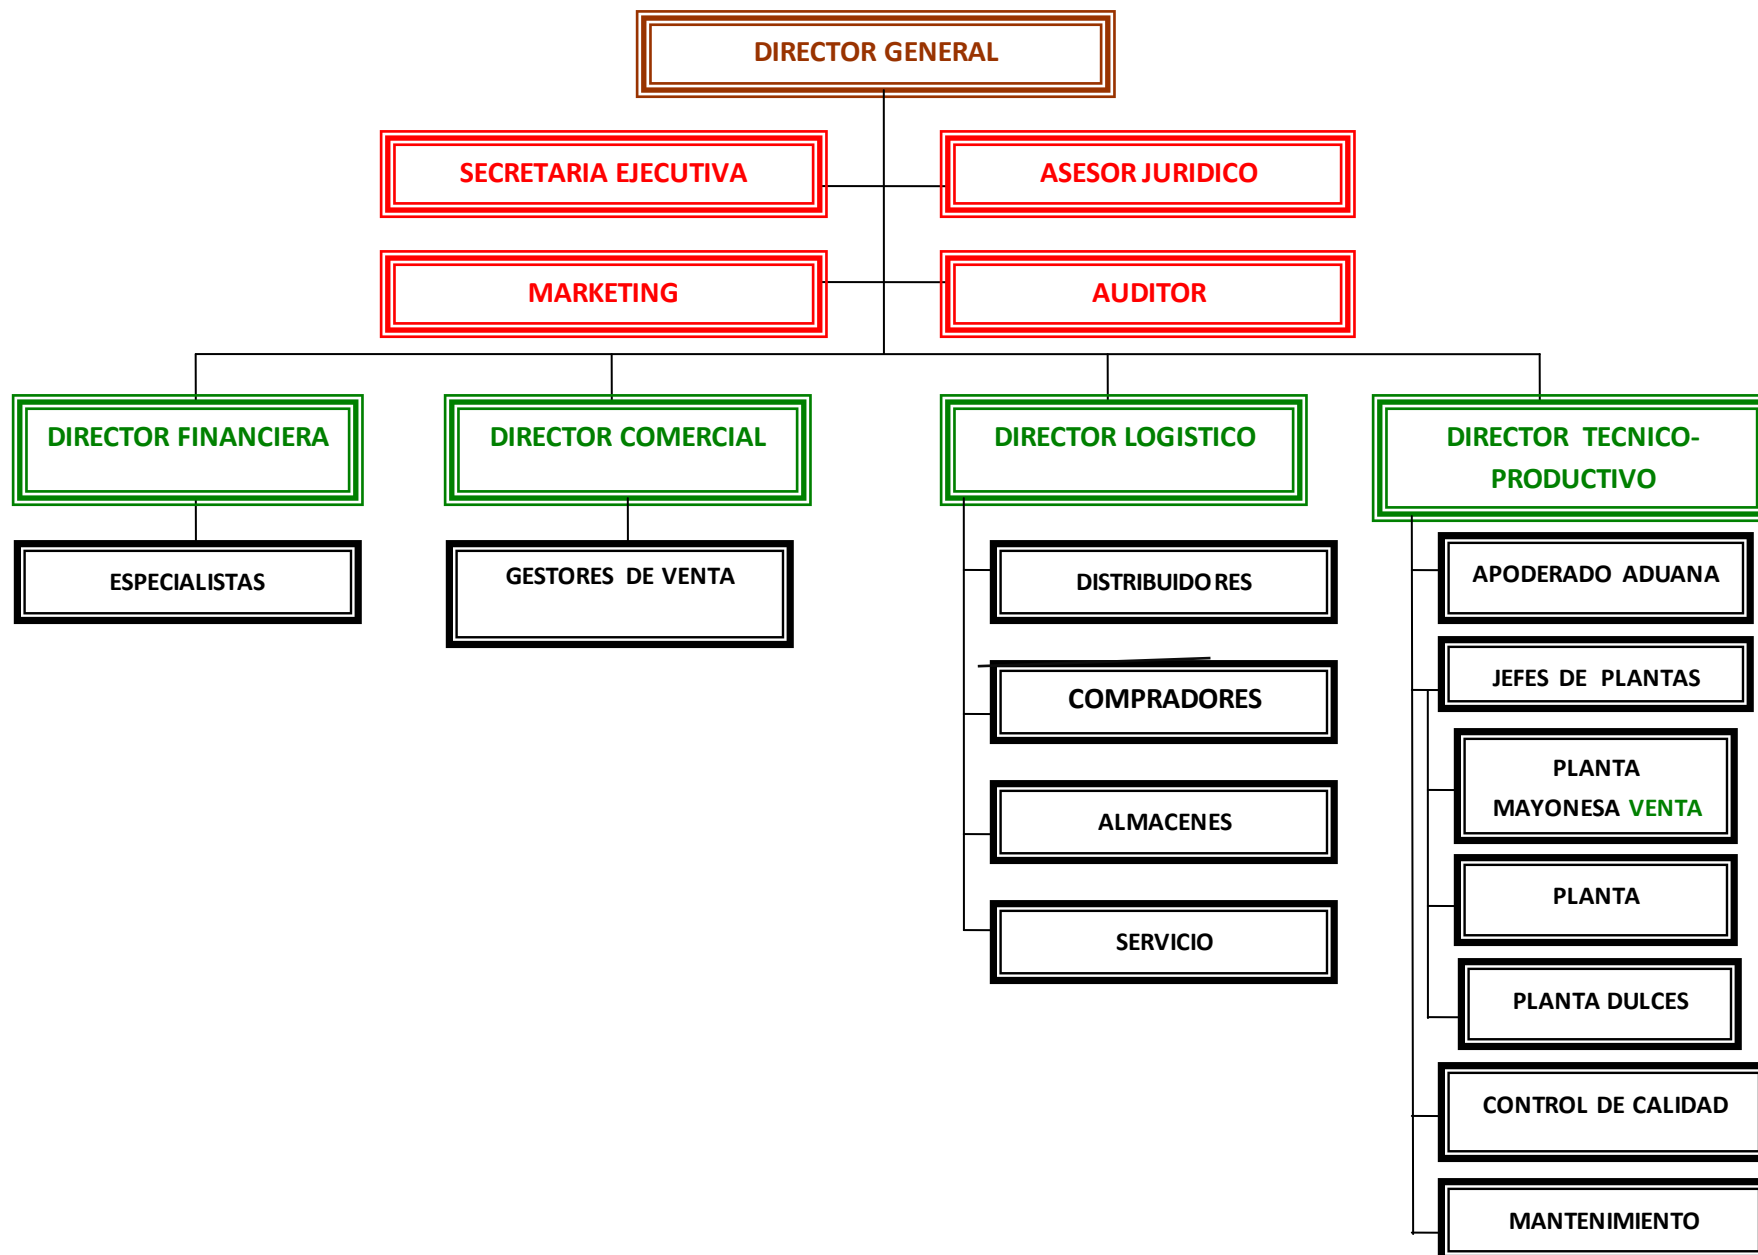 DIRECTOR GENERAL
SECRETARIA EJECUTIVA
ASESOR JURIDICO
MARKETING
AUDITOR
DIRECTOR FINANCIERA
DIRECTOR COMERCIAL
DIRECTOR LOGISTICO
DIRECTOR TECNICO-
PRODUCTIVO
ESPECIALISTAS
GESTORES DE VENTA
DISTRIBUIDORES
COMPRADORES
ALMACENES
SERVICIO
APODERADO ADUANA
JEFES DE PLANTAS
PLANTA
MAYONESA VENTA
PLANTA
PLANTA DULCES
CONTROL DE CALIDAD
MANTENIMIENTO